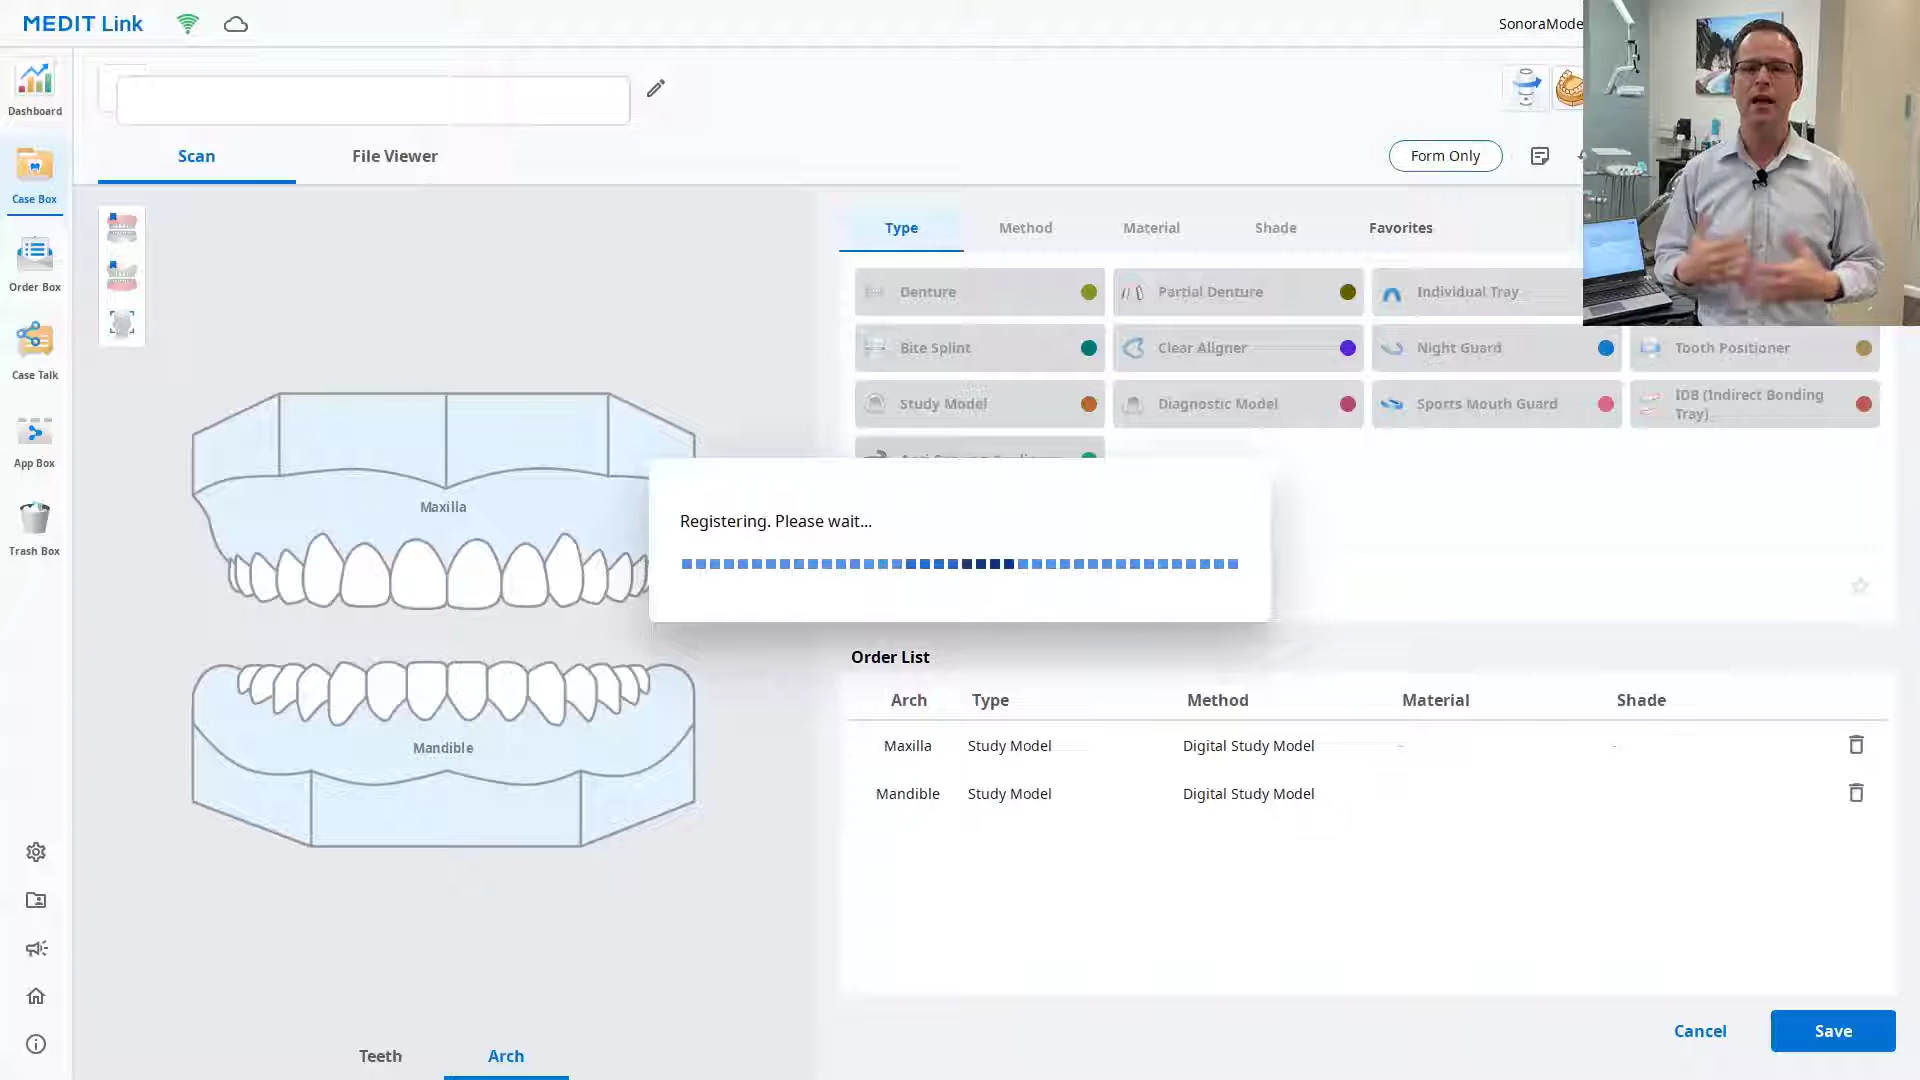 MEDIT Link
SonoraMode
Dashboard
Case Box
Order Box
Case Talk
App Box
Trash Box
Scan
File Viewer
Form Only
Type
Method
Material
Shade
Favorites
Denture
Partial Denture
Individual Tray
Bite Splint
Clear Aligner
Night Guard
Tooth Positioner
Study Model
Diagnostic Model
Sports Mouth Guard
IDB (Indirect Bonding
Tray)
Maxilla
Mandible
Registering. Please wait...
Order List
Arch Type Method Material Shade
Maxilla Study Model Digital Study Model - -
Mandible Study Model Digital Study Model
Teeth
Arch
Cancel
Save